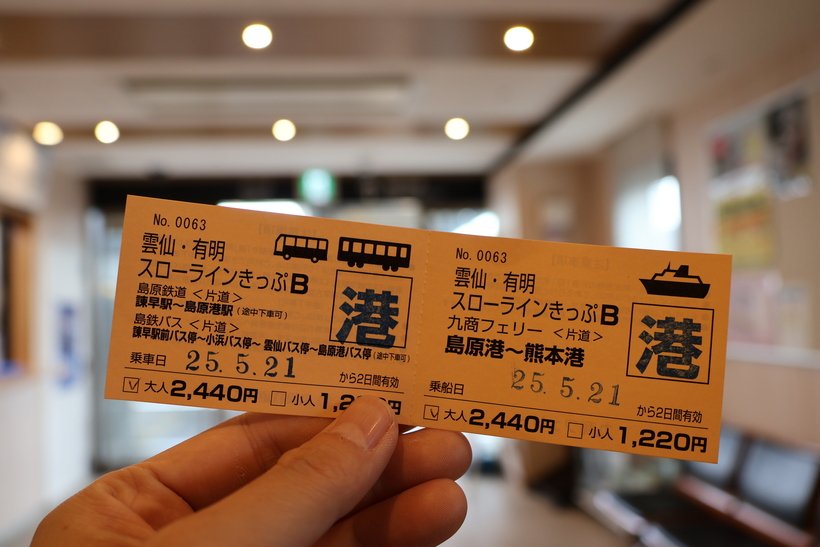 No. 0063
雲仙・有明
スローラインきっぷB
島原鉄道 〈片道〉
諫早駅〜島原港駅(途中下車可)
島鉄バス 〈片道〉
諫早駅前バス停〜小浜バス停〜 雲仙バス停〜島原港バス停(途中下車可)
港
乗車日 25.5.21 から2日間有効
☑ 大人2,440円 ☐ 小人1,2 円
No. 0063
雲仙・有明
スローラインきっぷB
九商フェリー 〈片道〉
島原港〜熊本港
港
乗船日 25.5.21 から2日間有効
☑ 大人2,440円 ☐ 小人1,220円